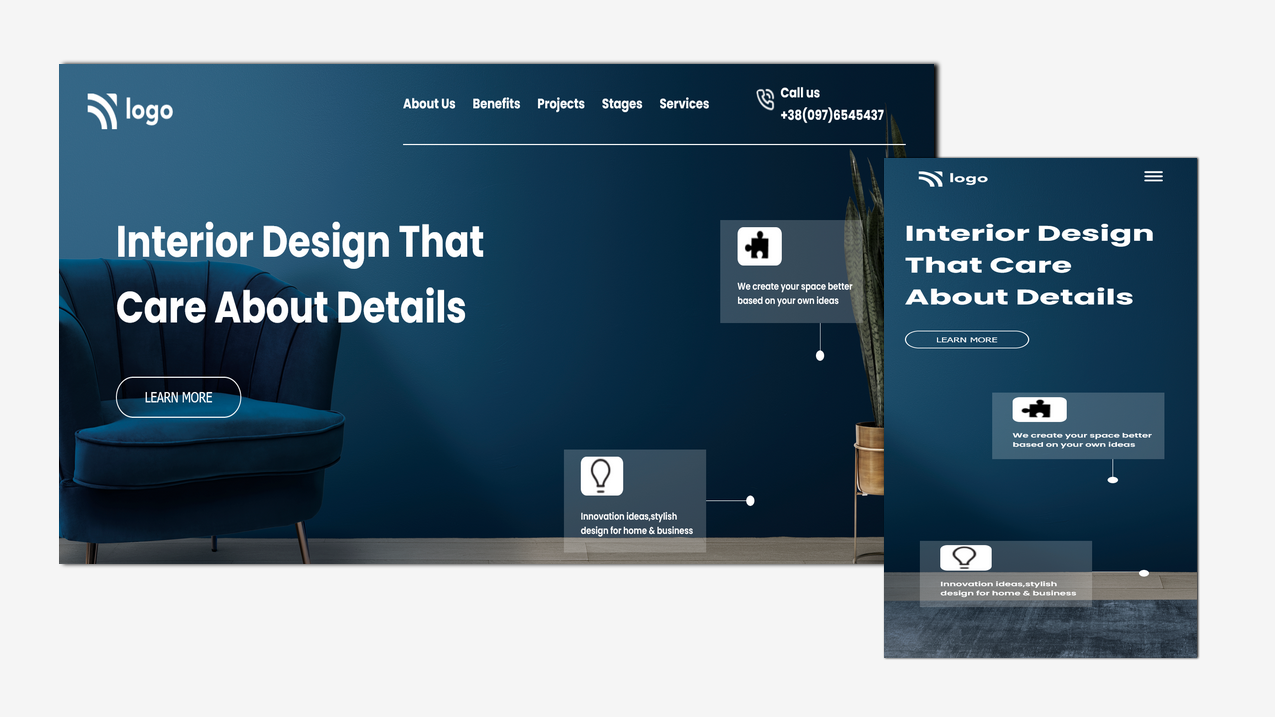 logo
About Us Benefits Projects Stages Services
Call us
+38(097)6545437
Interior Design That
Care About Details
LEARN MORE
We create your space better
based on your own ideas
Innovation ideas,stylish
design for home & business
logo
Interior Design
That Care
About Details
LEARN MORE
We create your space better
based on your own ideas
Innovation ideas,stylish
design for home & business